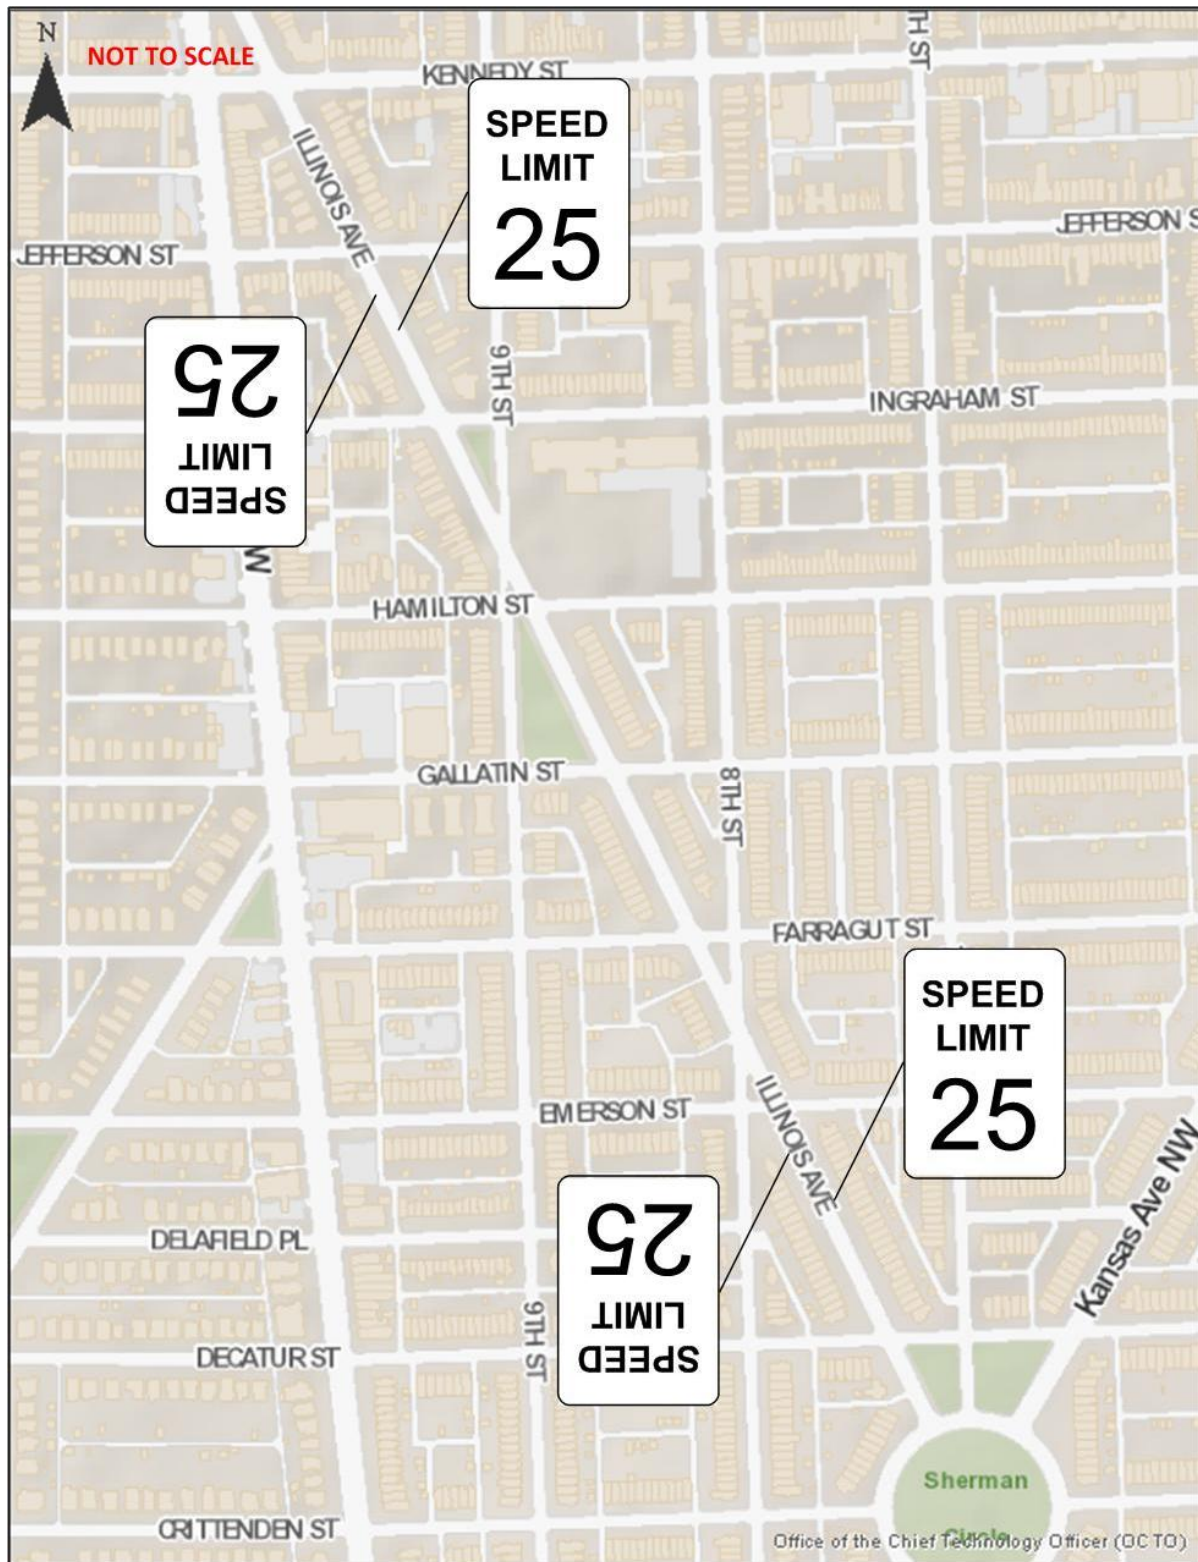 N
NOT TO SCALE
KENNEDY ST
TH ST
SPEED
LIMIT
25
ILLINOIS AVE
JEFFERSON ST
JEFFERSON S
SPEED
LIMIT
25
9TH ST
INGRAHAM ST
W
HAMILTON ST
GALLATIN ST
8TH ST
FARRAGUT ST
SPEED
LIMIT
25
EMERSON ST
ILLINOIS AVE
Kansas Ave NW
SPEED
LIMIT
25
DELAFIELD PL
9TH ST
DECATUR ST
Sherman
Circle
CRITTENDEN ST
Office of the Chief Technology Officer (OCTO)